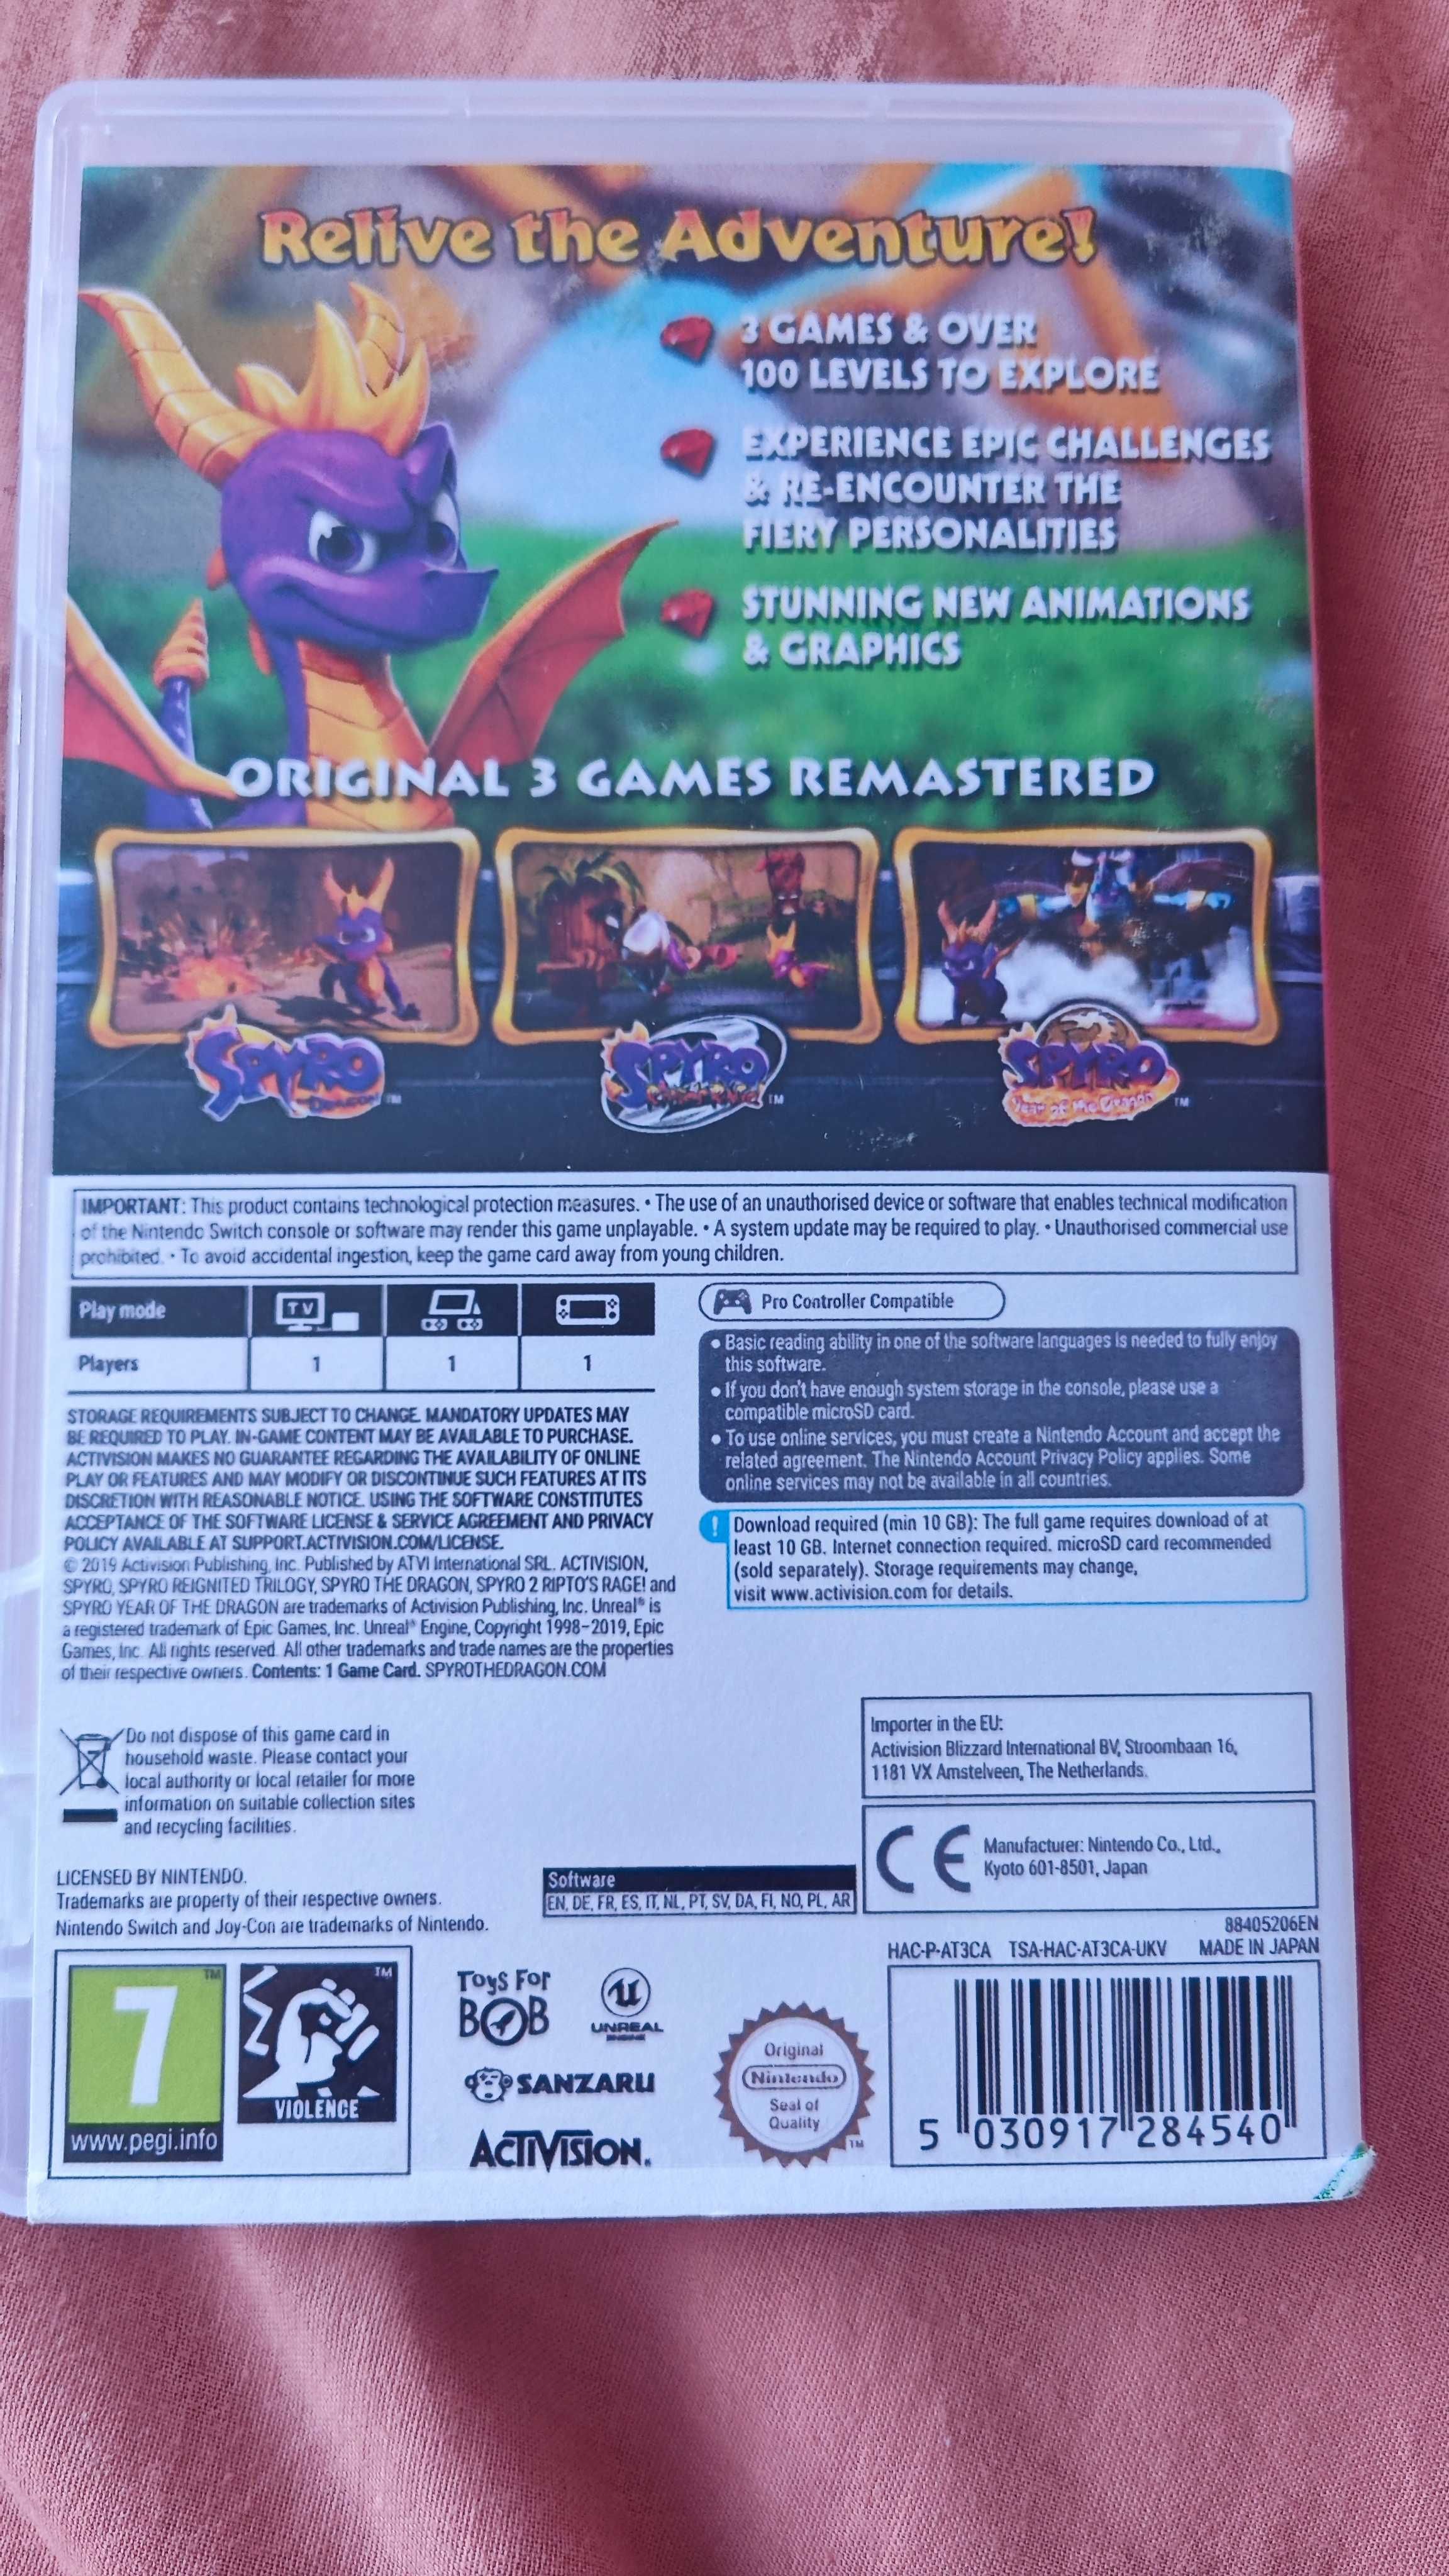 Relive the Adventure!
3 GAMES & OVER
100 LEVELS TO EXPLORE
EXPERIENCE EPIC CHALLENGES
& RE-ENCOUNTER THE
FIERY PERSONALITIES
STUNNING NEW ANIMATIONS
& GRAPHICS
ORIGINAL 3 GAMES REMASTERED
SPYRO
DRAGON TM
SPYRO
TM
SPYRO
Year of the Dragon TM
IMPORTANT: This product contains technological protection measures. • The use of an unauthorised device or software that enables technical modification
of the Nintendo Switch console or software may render this game unplayable. • A system update may be required to play. • Unauthorised commercial use
prohibited. • To avoid accidental ingestion, keep the game card away from young children.
Play mode TV
Players 1 1 1
STORAGE REQUIREMENTS SUBJECT TO CHANGE. MANDATORY UPDATES MAY
BE REQUIRED TO PLAY. IN-GAME CONTENT MAY BE AVAILABLE TO PURCHASE.
ACTIVISION MAKES NO GUARANTEE REGARDING THE AVAILABILITY OF ONLINE
PLAY OR FEATURES AND MAY MODIFY OR DISCONTINUE SUCH FEATURES AT ITS
DISCRETION WITH REASONABLE NOTICE. USING THE SOFTWARE CONSTITUTES
ACCEPTANCE OF THE SOFTWARE LICENSE & SERVICE AGREEMENT AND PRIVACY
POLICY AVAILABLE AT SUPPORT.ACTIVISION.COM/LICENSE.
© 2019 Activision Publishing, Inc. Published by ATVI International SRL. ACTIVISION,
SPYRO, SPYRO REIGNITED TRILOGY, SPYRO THE DRAGON, SPYRO 2 RIPTO'S RAGE! and
SPYRO YEAR OF THE DRAGON are trademarks of Activision Publishing, Inc. Unreal® is
a registered trademark of Epic Games, Inc. Unreal® Engine, Copyright 1998–2019, Epic
Games, Inc. All rights reserved. All other trademarks and trade names are the properties
of their respective owners. Contents: 1 Game Card. SPYROTHEDRAGON.COM
Pro Controller Compatible
• Basic reading ability in one of the software languages is needed to fully enjoy
this software.
• If you don't have enough system storage in the console, please use a
compatible microSD card.
• To use online services, you must create a Nintendo Account and accept the
related agreement. The Nintendo Account Privacy Policy applies. Some
online services may not be available in all countries.
! Download required (min 10 GB): The full game requires download of at
least 10 GB. Internet connection required. microSD card recommended
(sold separately). Storage requirements may change,
visit www.activision.com for details.
Do not dispose of this game card in
household waste. Please contact your
local authority or local retailer for more
information on suitable collection sites
and recycling facilities.
Importer in the EU:
Activision Blizzard International BV, Stroombaan 16,
1181 VX Amstelveen, The Netherlands.
CE
Manufacturer: Nintendo Co., Ltd.,
Kyoto 601-8501, Japan
LICENSED BY NINTENDO.
Trademarks are property of their respective owners.
Nintendo Switch and Joy-Con are trademarks of Nintendo.
Software
EN, DE, FR, ES, IT, NL, PT, SV, DA, FI, NO, PL, AR
88405206EN
HAC-P-AT3CA TSA-HAC-AT3CA-UKV MADE IN JAPAN
7 TM
www.pegi.info
TM
VIOLENCE
TOYS FOR
BOB
UNREAL
ENGINE
SANZARU
ACTIVISION.
Original
Nintendo
Seal of
Quality
TM
5 030917 284540